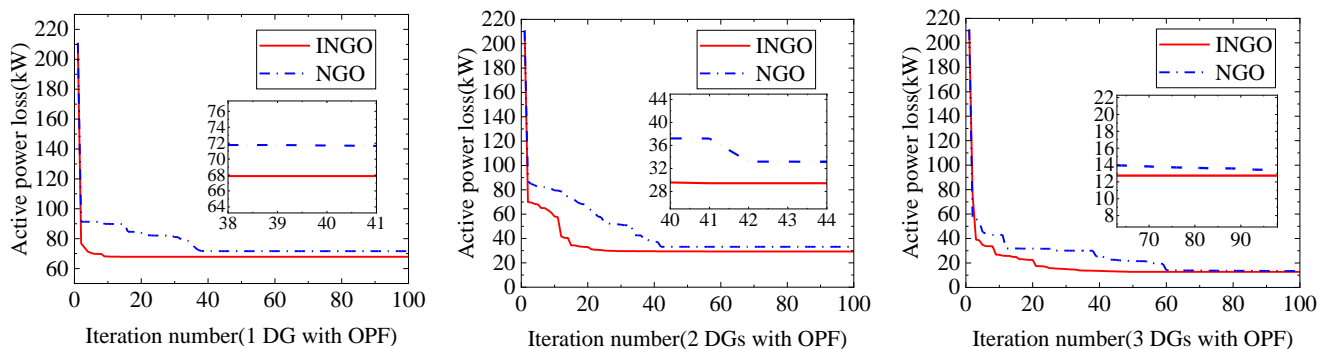 Active power loss(kW)
220
200
180
160
140
120
100
80
60
INGO
NGO
76
72
68
64
38 39 40 41
0 20 40 60 80 100
Iteration number(1 DG with OPF)
Active power loss(kW)
220
200
180
160
140
120
100
80
60
40
20
0
INGO
NGO
44
40
36
32
28
40 41 42 43 44
0 20 40 60 80 100
Iteration number(2 DGs with OPF)
Active power loss(kW)
220
200
180
160
140
120
100
80
60
40
20
0
INGO
NGO
22
20
18
16
14
12
10
8
70 80 90
0 20 40 60 80 100
Iteration number(3 DGs with OPF)